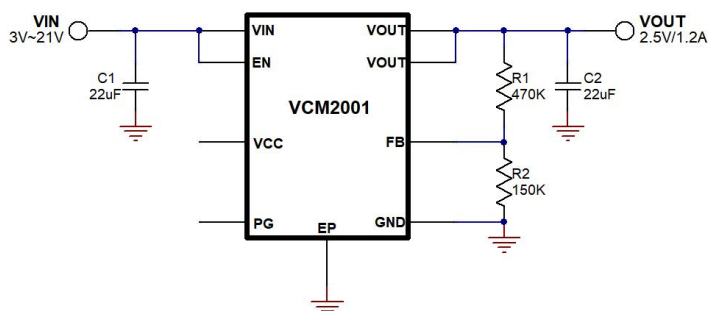 VIN
3V~21V
C1
22uF
VIN
EN
VCC
PG
VCM2001
EP
VOUT
VOUT
FB
GND
R1
470K
R2
150K
C2
22uF
VOUT
2.5V/1.2A